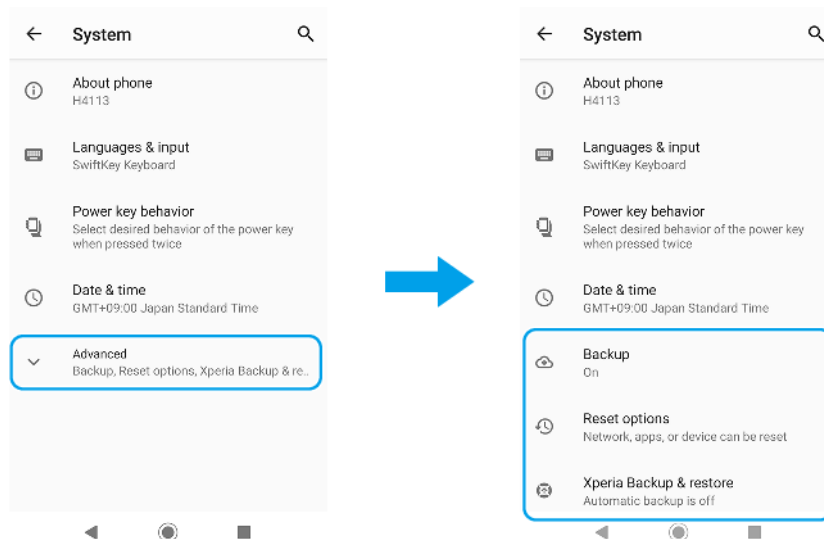 System
About phone
H4113
Languages & input
SwiftKey Keyboard
Power key behavior
Select desired behavior of the power key
when pressed twice
Date & time
GMT+09:00 Japan Standard Time
Advanced
Backup, Reset options, Xperia Backup & re..
System
About phone
H4113
Languages & input
SwiftKey Keyboard
Power key behavior
Select desired behavior of the power key
when pressed twice
Date & time
GMT+09:00 Japan Standard Time
Backup
On
Reset options
Network, apps, or device can be reset
Xperia Backup & restore
Automatic backup is off